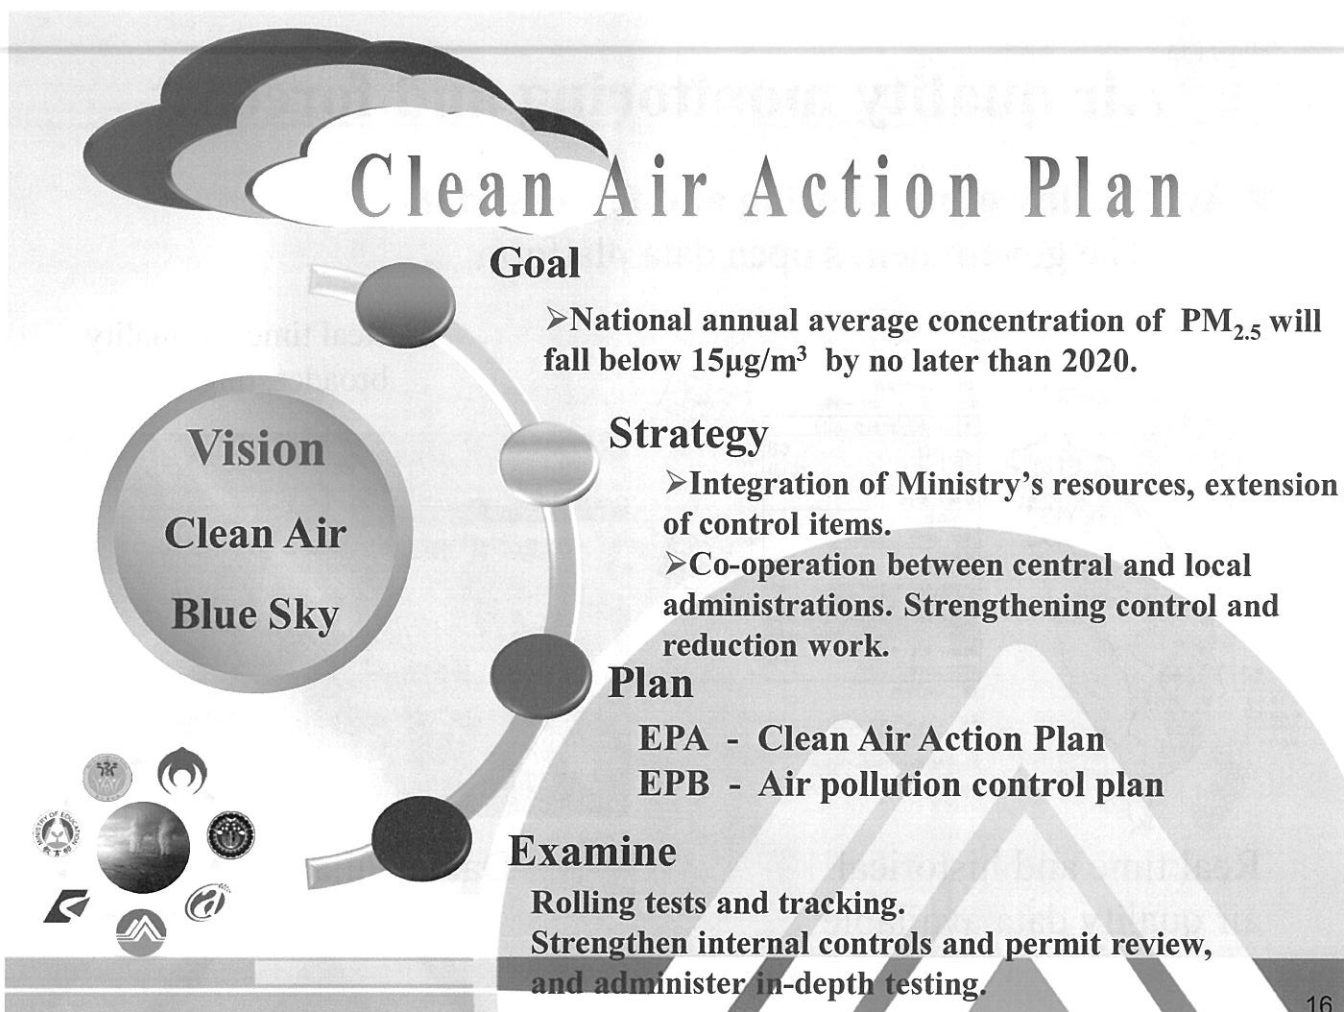 Clean Air Action Plan
Goal
➢National annual average concentration of PM₂.₅ will
fall below 15μg/m³ by no later than 2020.
Vision
Clean Air
Blue Sky
Strategy
➢Integration of Ministry's resources, extension
of control items.
➢Co-operation between central and local
administrations. Strengthening control and
reduction work.
Plan
EPA - Clean Air Action Plan
EPB - Air pollution control plan
MINISTRY OF EDUCATION
Examine
Rolling tests and tracking.
Strengthen internal controls and permit review,
and administer in-depth testing.
16